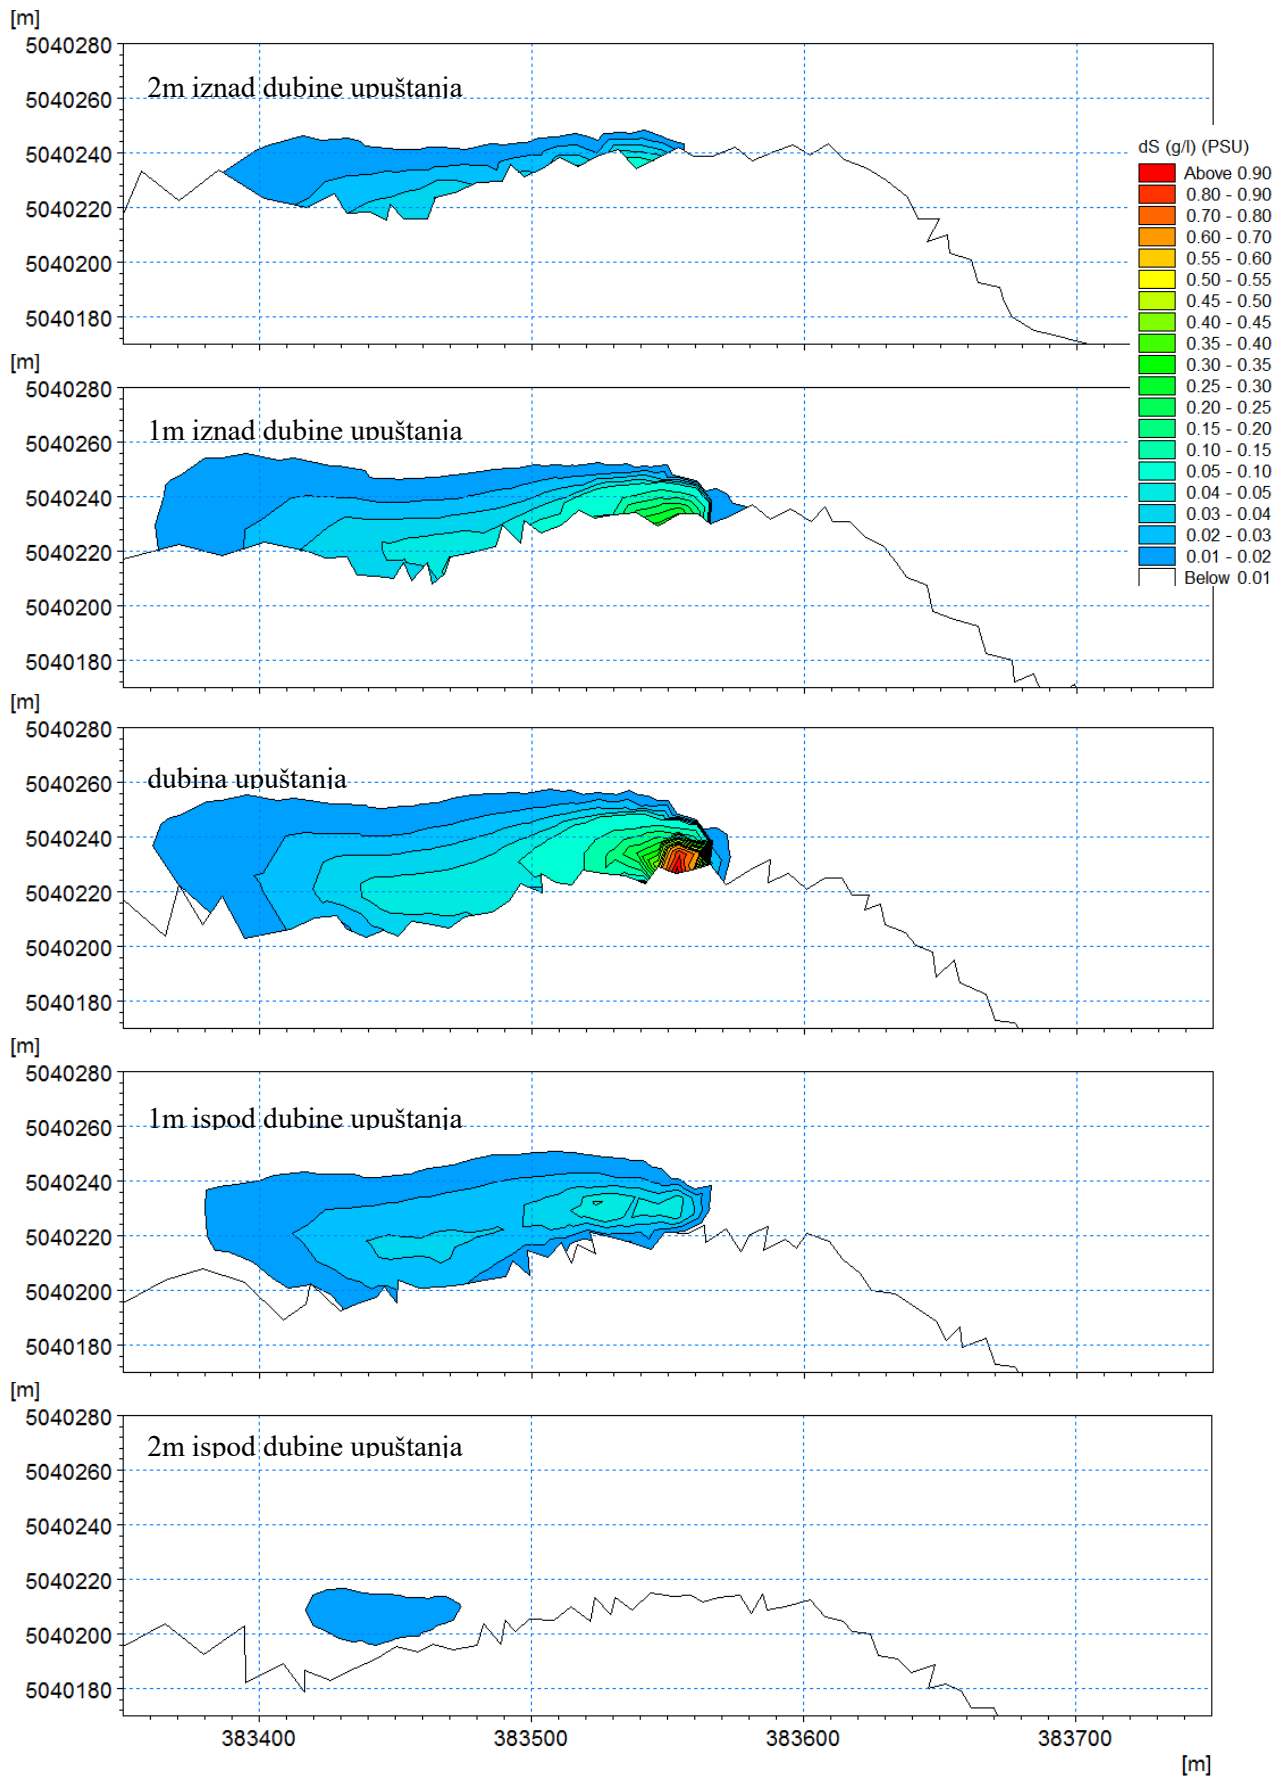 [m]
5040280
2m iznad dubine upuštanja
5040260
5040240
5040220
5040200
5040180
dS (g/l) (PSU)
Above 0.90
0.80 - 0.90
0.70 - 0.80
0.60 - 0.70
0.55 - 0.60
0.50 - 0.55
0.45 - 0.50
0.40 - 0.45
0.35 - 0.40
0.30 - 0.35
0.25 - 0.30
0.20 - 0.25
0.15 - 0.20
0.10 - 0.15
0.05 - 0.10
0.04 - 0.05
0.03 - 0.04
0.02 - 0.03
0.01 - 0.02
Below 0.01
[m]
5040280
1m iznad dubine upuštanja
5040260
5040240
5040220
5040200
5040180
[m]
5040280
dubina upuštanja
5040260
5040240
5040220
5040200
5040180
[m]
5040280
1m ispod dubine upuštanja
5040260
5040240
5040220
5040200
5040180
[m]
5040280
2m ispod dubine upuštanja
5040260
5040240
5040220
5040200
5040180
383400 383500 383600 383700
[m]